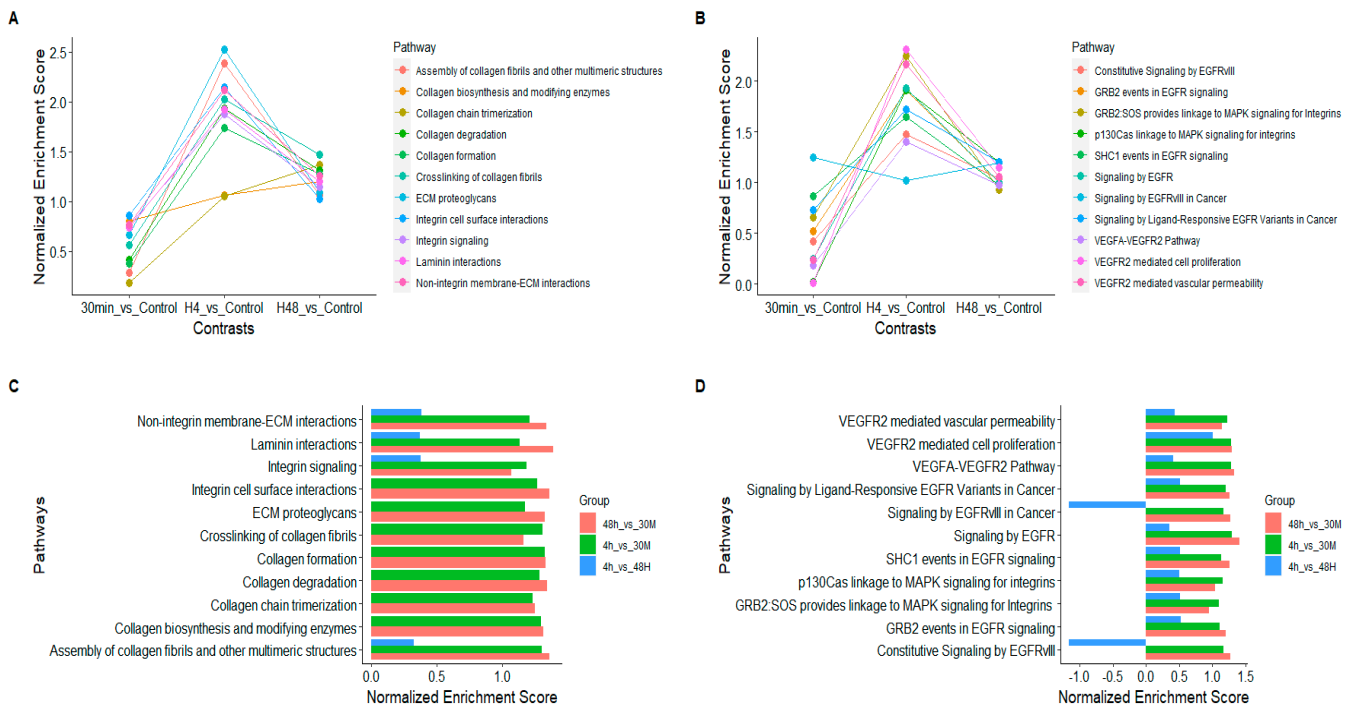 A
Normalized Enrichment Score
2.5
2.0
1.5
1.0
0.5
30min_vs_Control
H4_vs_Control
H48_vs_Control
Contrasts
Pathway
Assembly of collagen fibrils and other multimeric structures
Collagen biosynthesis and modifying enzymes
Collagen chain trimerization
Collagen degradation
Collagen formation
Crosslinking of collagen fibrils
ECM proteoglycans
Integrin cell surface interactions
Integrin signaling
Laminin interactions
Non-integrin membrane-ECM interactions
B
Normalized Enrichment Score
2.5
2.0
1.5
1.0
0.5
0.0
30min_vs_Control
H4_vs_Control
H48_vs_Control
Contrasts
Pathway
Constitutive Signaling by EGFRvIII
GRB2 events in EGFR signaling
GRB2:SOS provides linkage to MAPK signaling for Integrins
p130Cas linkage to MAPK signaling for integrins
SHC1 events in EGFR signaling
Signaling by EGFR
Signaling by EGFRvIII in Cancer
Signaling by Ligand-Responsive EGFR Variants in Cancer
VEGFA-VEGFR2 Pathway
VEGFR2 mediated cell proliferation
VEGFR2 mediated vascular permeability
C
Pathways
Non-integrin membrane-ECM interactions
Laminin interactions
Integrin signaling
Integrin cell surface interactions
ECM proteoglycans
Crosslinking of collagen fibrils
Collagen formation
Collagen degradation
Collagen chain trimerization
Collagen biosynthesis and modifying enzymes
Assembly of collagen fibrils and other multimeric structures
0.0
0.5
1.0
Normalized Enrichment Score
Group
48h_vs_30M
4h_vs_30M
4h_vs_48H
D
Pathways
VEGFR2 mediated vascular permeability
VEGFR2 mediated cell proliferation
VEGFA-VEGFR2 Pathway
Signaling by Ligand-Responsive EGFR Variants in Cancer
Signaling by EGFRvIII in Cancer
Signaling by EGFR
SHC1 events in EGFR signaling
p130Cas linkage to MAPK signaling for integrins
GRB2:SOS provides linkage to MAPK signaling for Integrins
GRB2 events in EGFR signaling
Constitutive Signaling by EGFRvIII
-1.0
-0.5
0.0
0.5
1.0
1.5
Normalized Enrichment Score
Group
48h_vs_30M
4h_vs_30M
4h_vs_48H